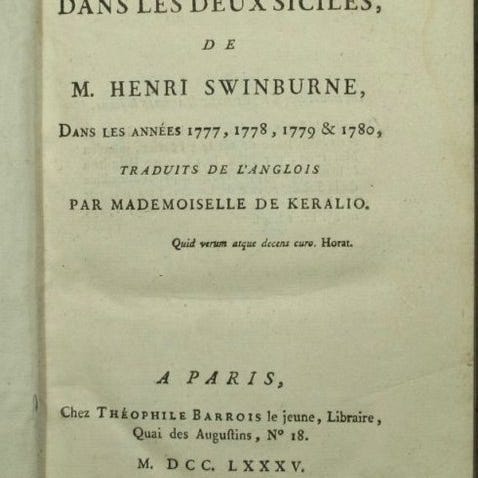 DANS LES DEUX SICILES,
DE
M. HENRI SWINBURNE,
DANS LES ANNÉES 1777, 1778, 1779 & 1780,
TRADUITS DE L'ANGLOIS
PAR MADEMOISELLE DE KERALIO.
Quid verum atque decens curo. Horat.
A PARIS,
Chez THÉOPHILE BARROIS le jeune, Libraire,
Quai des Auguſtins, Nº 18.
M. DCC. LXXXV.